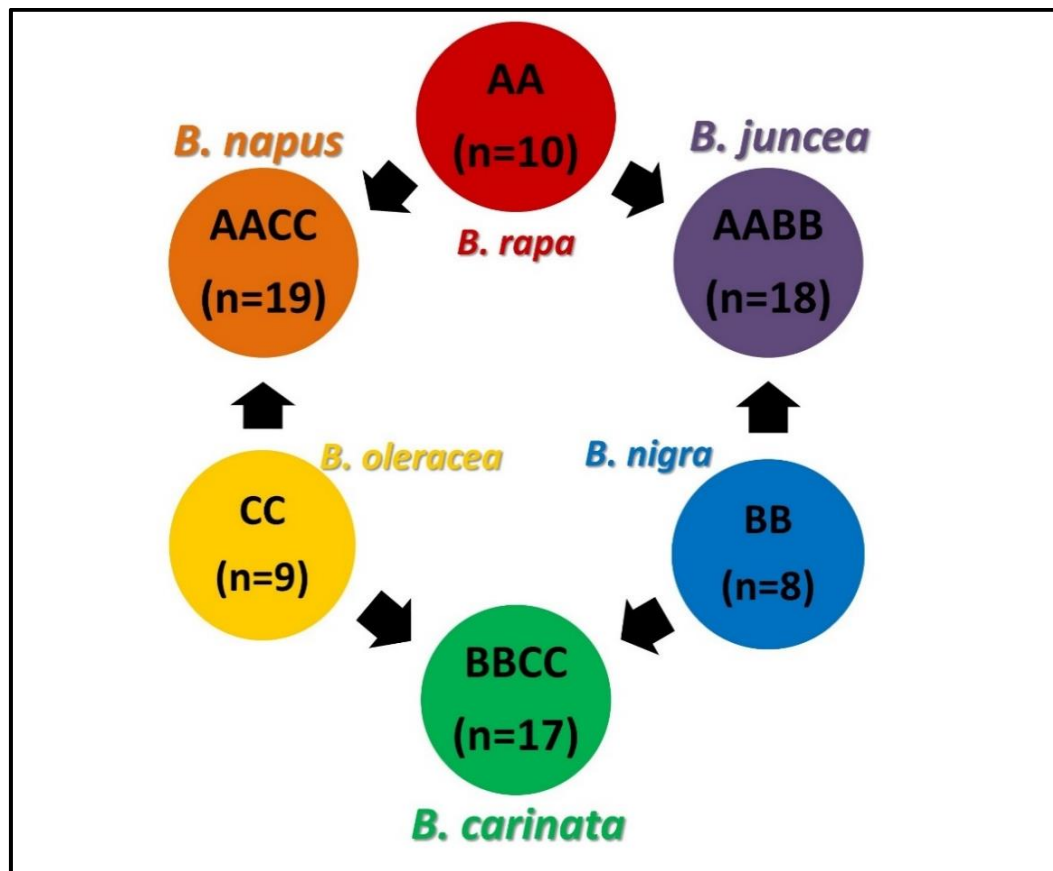 AA
(n=10)
B. rapa
B. napus
AACC
(n=19)
B. juncea
AABB
(n=18)
B. oleracea
CC
(n=9)
B. nigra
BB
(n=8)
BBCC
(n=17)
B. carinata